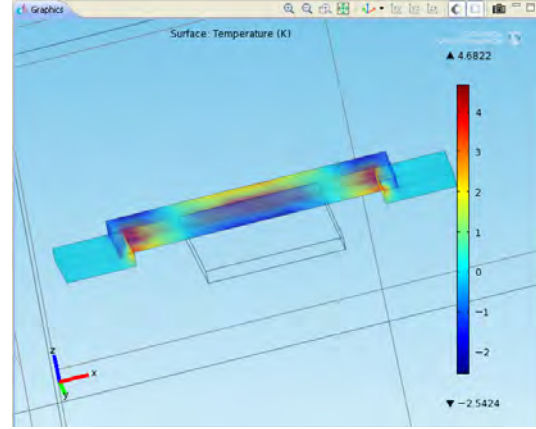 Graphics
Surface: Temperature (K)
▲ 4.6822
4
3
2
1
0
−1
−2
▼ −2.5424
z
x
y